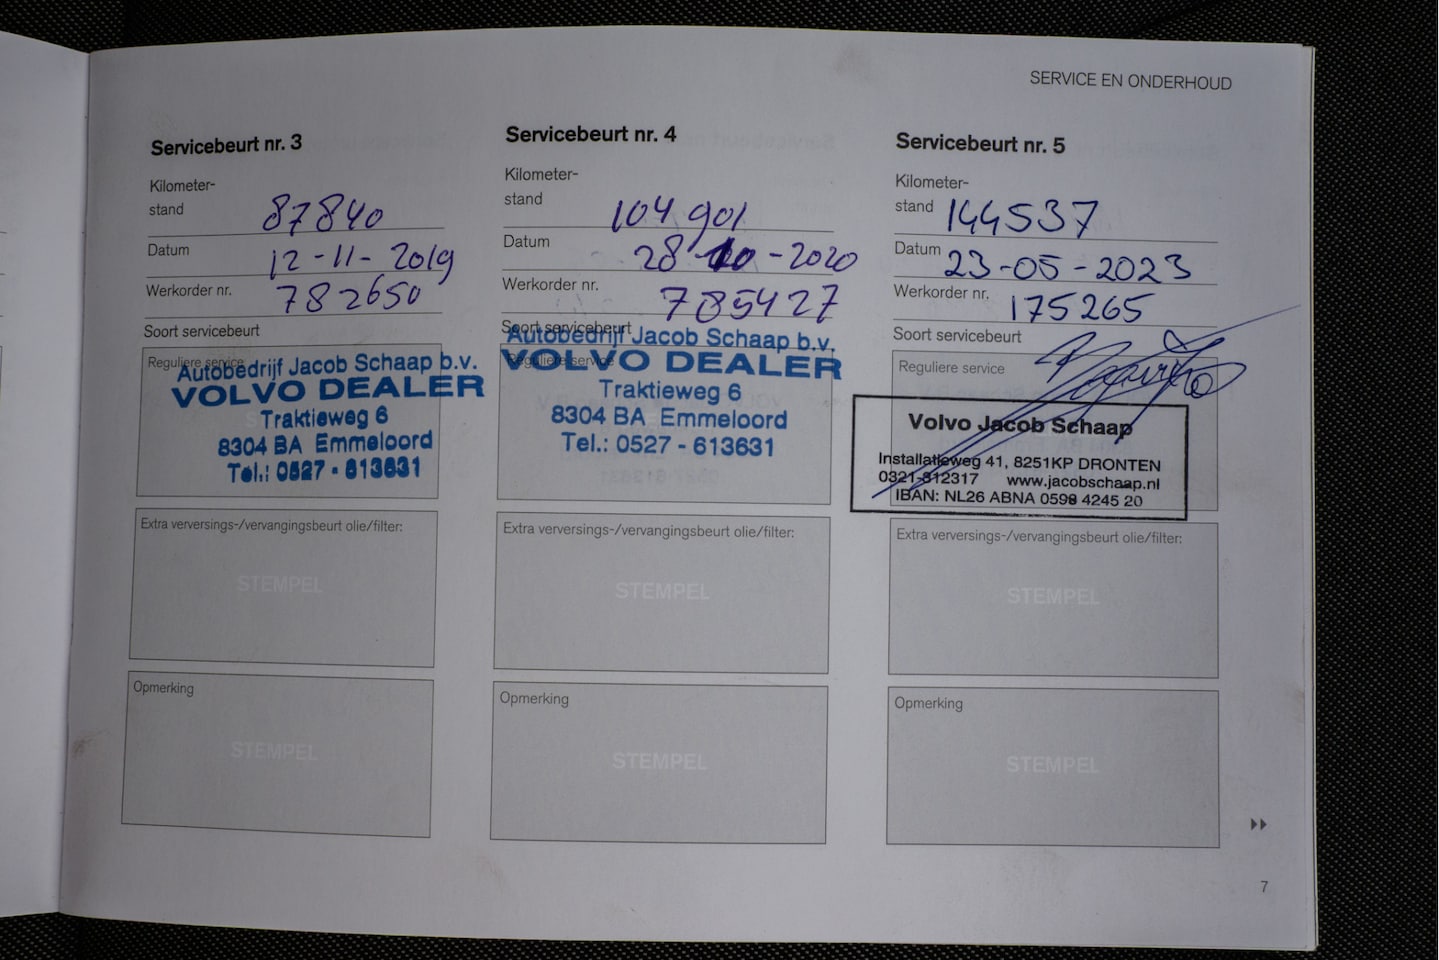 SERVICE EN ONDERHOUD
Servicebeurt nr. 3
Kilometer-
stand 87840
Datum 12-11-2019
Werkorder nr. 782650
Soort servicebeurt
Reguliere service
Autobedrijf Jacob Schaap b.v.
VOLVO DEALER
Traktieweg 6
8304 BA Emmeloord
Tel.: 0527 - 613631
Extra verversings-/vervangingsbeurt olie/filter:
STEMPEL
Opmerking
STEMPEL
Servicebeurt nr. 4
Kilometer-
stand 104901
Datum 28-10-2020
Werkorder nr. 785427
Soort servicebeurt
Reguliere service
Autobedrijf Jacob Schaap b.v.
VOLVO DEALER
Traktieweg 6
8304 BA Emmeloord
Tel.: 0527 - 613631
Extra verversings-/vervangingsbeurt olie/filter:
STEMPEL
Opmerking
STEMPEL
Servicebeurt nr. 5
Kilometer-
stand 144537
Datum 23-05-2023
Werkorder nr. 175265
Soort servicebeurt
Reguliere service
Volvo Jacob Schaap
Installatieweg 41, 8251KP DRONTEN
0321-312317 www.jacobschaap.nl
IBAN: NL26 ABNA 0598 4245 20
Extra verversings-/vervangingsbeurt olie/filter:
STEMPEL
Opmerking
STEMPEL
7